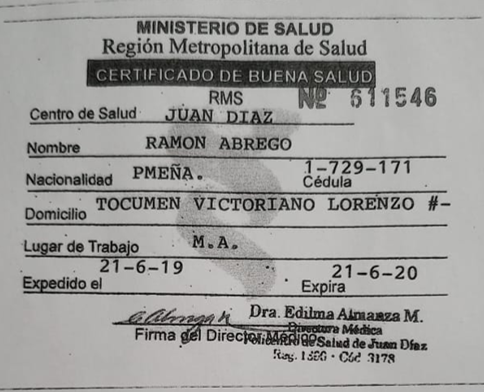 MINISTERIO DE SALUD
Región Metropolitana de Salud
CERTIFICADO DE BUENA SALUD
RMS Nº 611546
Centro de Salud JUAN DIAZ
Nombre RAMON ABREGO
Nacionalidad PMEÑA. 1-729-171
Cédula
Domicilio TOCUMEN VICTORIANO LORENZO #-
Lugar de Trabajo M.A.
21-6-19 21-6-20
Expedido el Expira
Dra. Edilma Almanza M.
Directora Médica
Firma del Director Médico
de Salud de Juan Díaz
Reg. Cód 3178